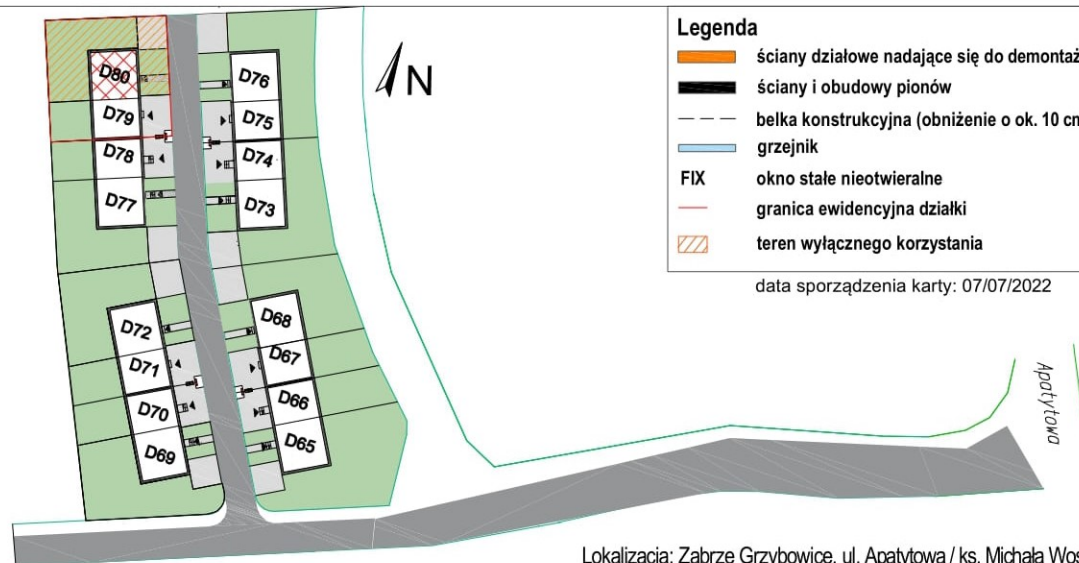 Legenda
ściany działowe nadające się do demontaż
ściany i obudowy pionów
belka konstrukcyjna (obniżenie o ok. 10 cm
grzejnik
FIX okno stałe nieotwieralne
granica ewidencyjna działki
teren wyłącznego korzystania
data sporządzenia karty: 07/07/2022
N
D80
D79
D78
D77
D76
D75
D74
D73
D72
D71
D70
D69
D68
D67
D66
D65
Apatytowa
Lokalizacja: Zabrze Grzybowice, ul. Apatytowa / ks. Michała Woś